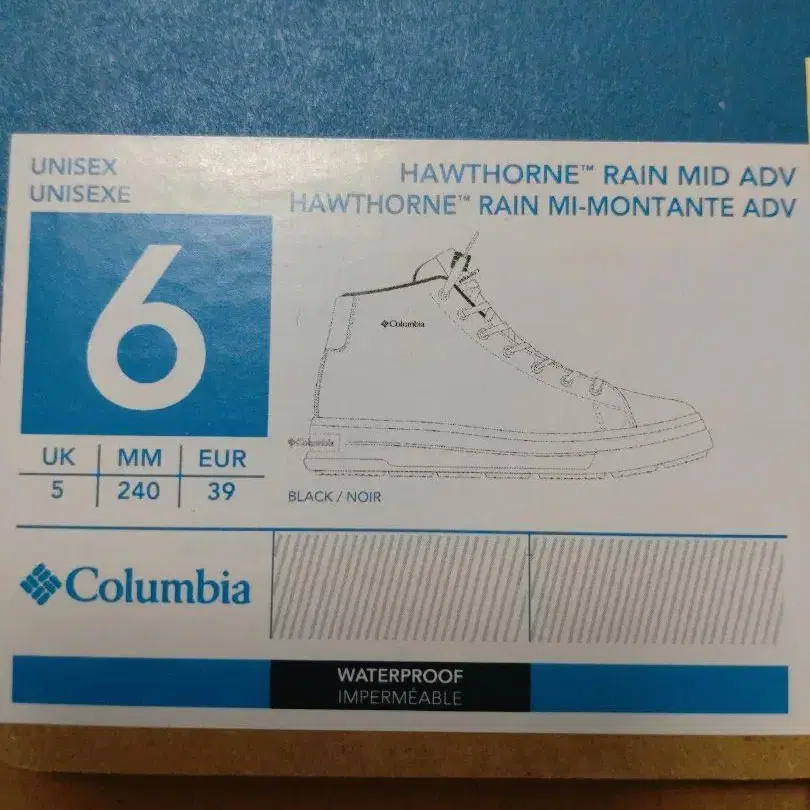 UNISEX
UNISEXE
HAWTHORNE™ RAIN MID ADV
HAWTHORNE™ RAIN MI-MONTANTE ADV
6
Columbia
Columbia
UK MM EUR
5 240 39
BLACK / NOIR
Columbia
WATERPROOF
IMPERMÉABLE